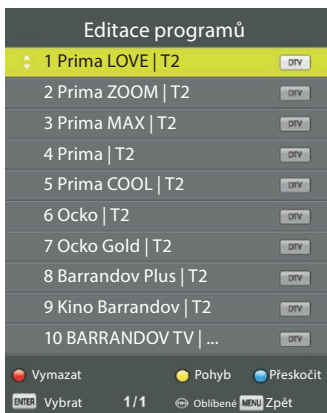 Editace programů
1 Prima LOVE | T2 DTV
2 Prima ZOOM | T2 DTV
3 Prima MAX | T2 DTV
4 Prima | T2 DTV
5 Prima COOL | T2 DTV
6 Ocko | T2 DTV
7 Ocko Gold | T2 DTV
8 Barrandov Plus | T2 DTV
9 Kino Barrandov | T2 DTV
10 BARRANDOV TV | ... DTV
Vymazat Pohyb Přeskočit
ENTER Vybrat 1/1 Oblíbené MENU Zpět